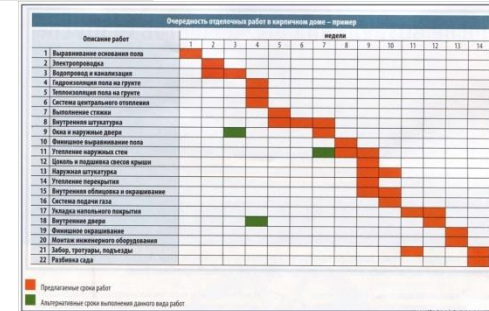 Очередность отделочных работ в кирпичном доме – пример
Описание работ
недели
1 2 3 4 5 6 7 8 9 10 11 12 13 14
1 Выравнивание основания пола
2 Электропроводка
3 Водопровод и канализация
4 Гидроизоляция пола на грунте
5 Теплоизоляция пола на грунте
6 Система центрального отопления
7 Выполнение стяжки
8 Внутренняя штукатурка
9 Окна и наружные двери
10 Финишное выравнивание пола
11 Утепление наружных стен
12 Цоколь и подшивка свесов крыши
13 Наружная штукатурка
14 Утепление перекрытия
15 Внутренняя облицовка и окрашивание
16 Система подачи газа
17 Укладка напольного покрытия
18 Внутренние двери
19 Финишное окрашивание
20 Монтаж инженерного оборудования
21 Забор, тротуары, подъезды
22 Разбивка сада
Предлагаемые сроки работ
Альтернативные сроки выполнения данного вида работ